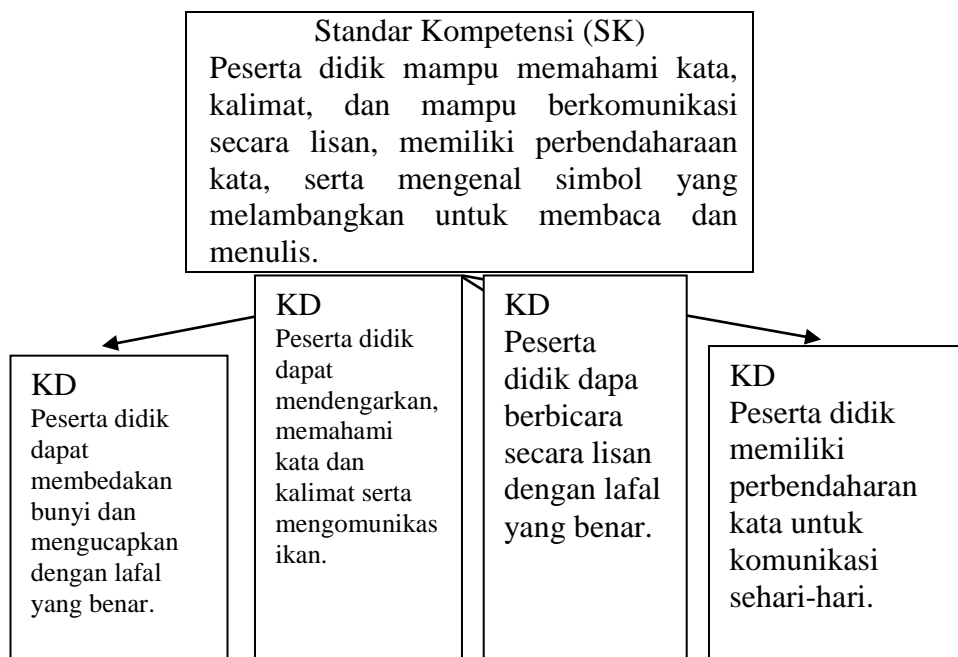 Standar Kompetensi (SK)
Peserta didik mampu memahami kata,
kalimat, dan mampu berkomunikasi
secara lisan, memiliki perbendaharaan
kata, serta mengenal simbol yang
melambangkan untuk membaca dan
menulis.
KD
Peserta didik
dapat
membedakan
bunyi dan
mengucapkan
dengan lafal
yang benar.
KD
Peserta didik
dapat
mendengarkan,
memahami
kata dan
kalimat serta
mengomunikas
ikan.
KD
Peserta
didik dapa
berbicara
secara lisan
dengan lafal
yang benar.
KD
Peserta didik
memiliki
perbendaharan
kata untuk
komunikasi
sehari-hari.